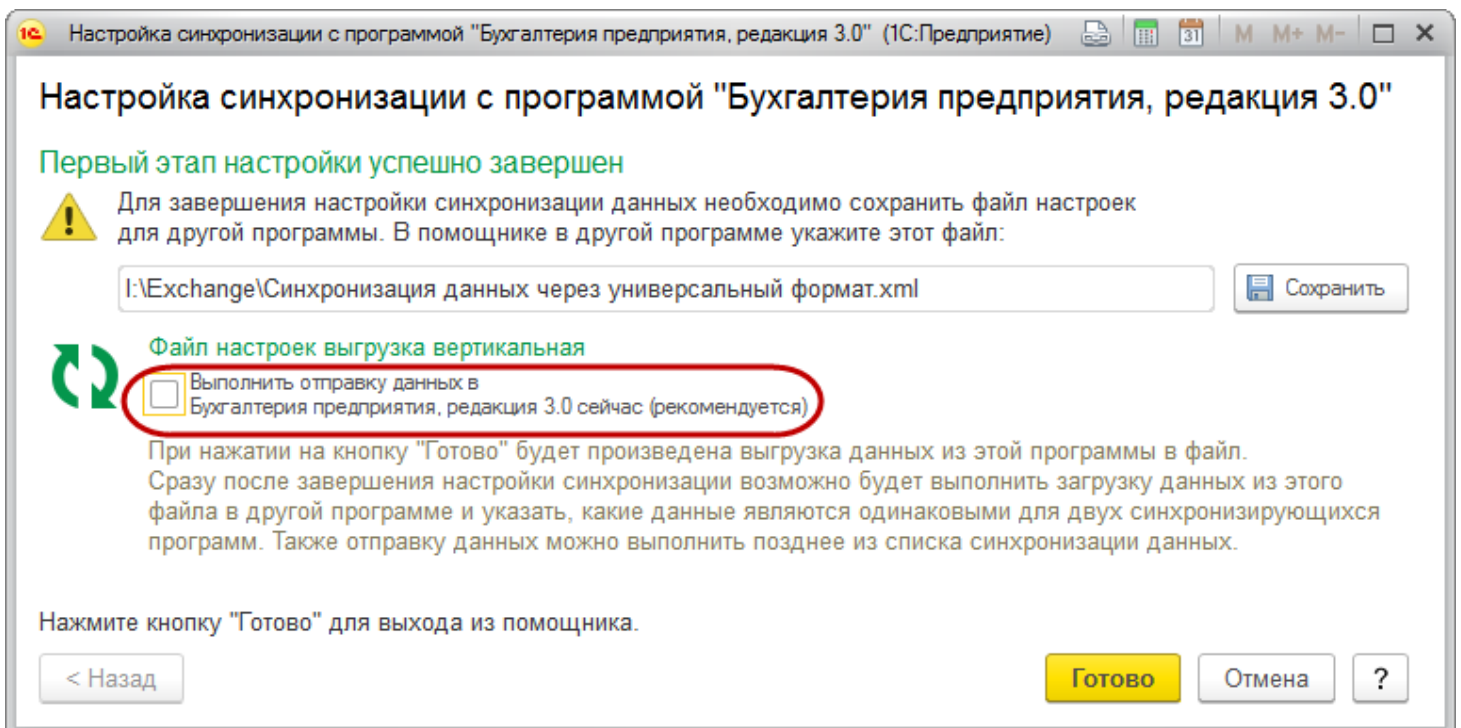 1С Настройка синхронизации с программой "Бухгалтерия предприятия, редакция 3.0" (1С:Предприятие) 31 M M+ M-
Настройка синхронизации с программой "Бухгалтерия предприятия, редакция 3.0"
Первый этап настройки успешно завершен
Для завершения настройки синхронизации данных необходимо сохранить файл настроек
для другой программы. В помощнике в другой программе укажите этот файл:
I:\Exchange\Синхронизация данных через универсальный формат.xml Сохранить
Файл настроек выгрузка вертикальная
Выполнить отправку данных в
Бухгалтерия предприятия, редакция 3.0 сейчас (рекомендуется)
При нажатии на кнопку "Готово" будет произведена выгрузка данных из этой программы в файл.
Сразу после завершения настройки синхронизации возможно будет выполнить загрузку данных из этого
файла в другой программе и указать, какие данные являются одинаковыми для двух синхронизирующихся
программ. Также отправку данных можно выполнить позднее из списка синхронизации данных.
Нажмите кнопку "Готово" для выхода из помощника.
< Назад Готово Отмена ?